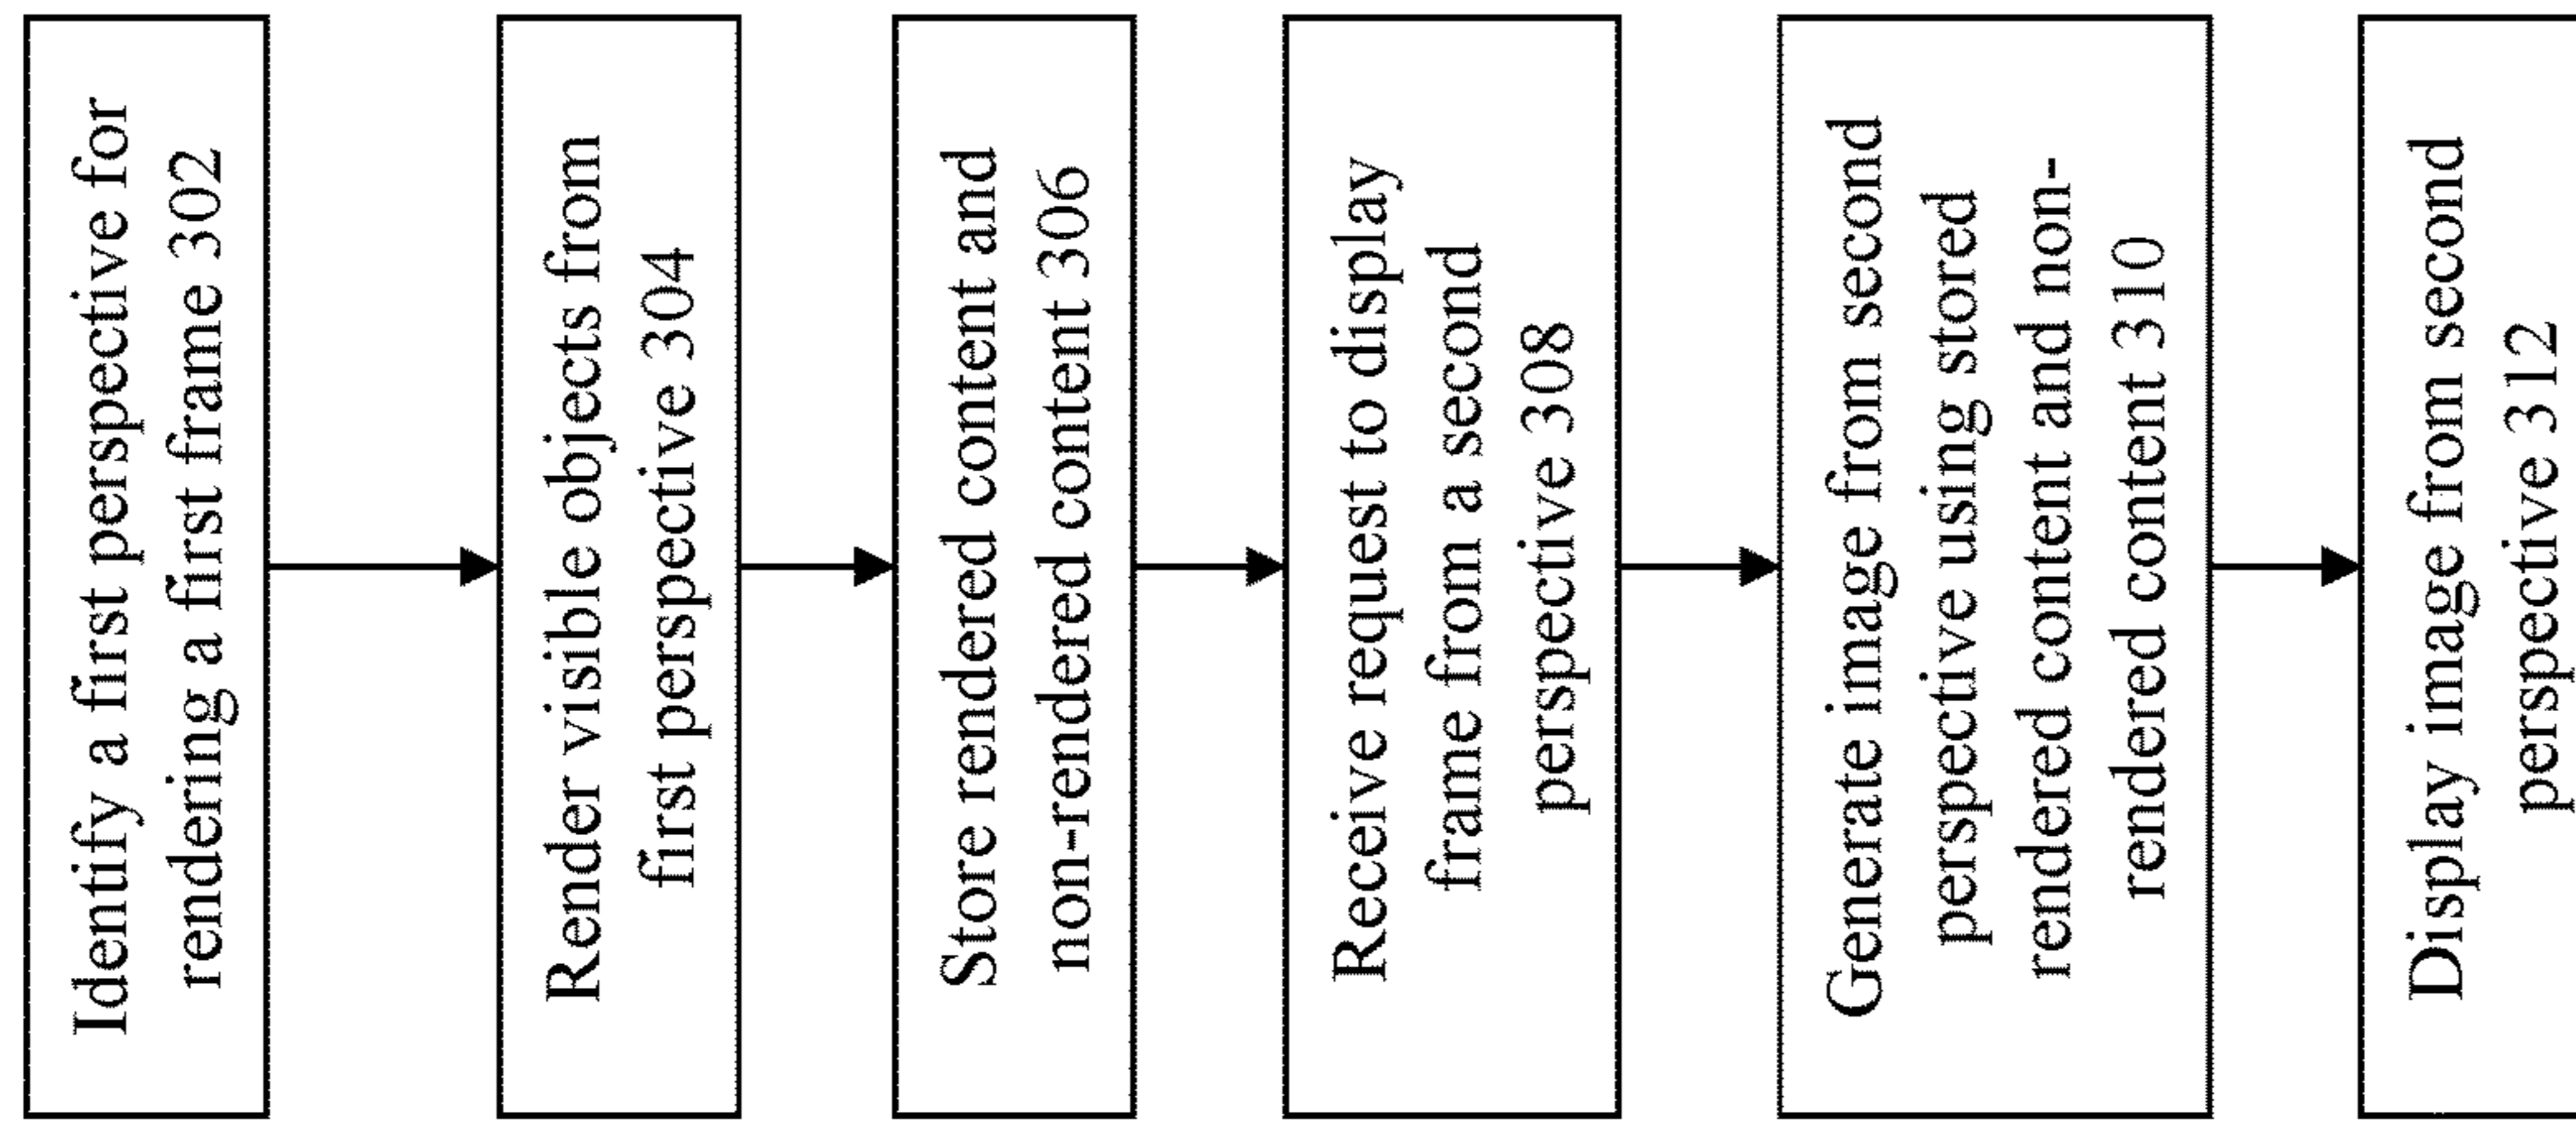 Identify a first perspective for
rendering a first frame 302
Render visible objects from
first perspective 304
Store rendered content and
non-rendered content 306
Receive request to display
frame from a second
perspective 308
Generate image from second
perspective using stored
rendered content and non-
rendered content 310
Display image from second
perspective 312